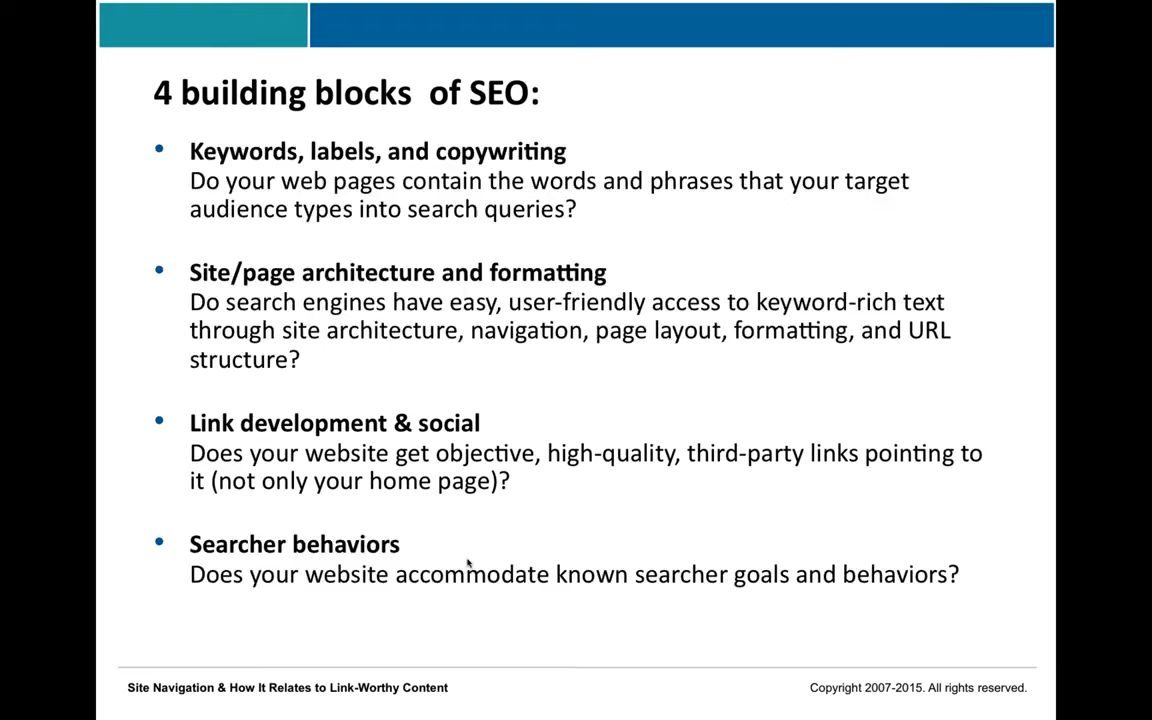 4 building blocks  of SEO:
• Keywords, labels, and copywriting
Do your web pages contain the words and phrases that your target
audience types into search queries?
• Site/page architecture and formatting
Do search engines have easy, user-friendly access to keyword-rich text
through site architecture, navigation, page layout, formatting, and URL
structure?
• Link development & social
Does your website get objective, high-quality, third-party links pointing to
it (not only your home page)?
• Searcher behaviors
Does your website accommodate known searcher goals and behaviors?
Site Navigation & How It Relates to Link-Worthy Content
Copyright 2007-2015. All rights reserved.